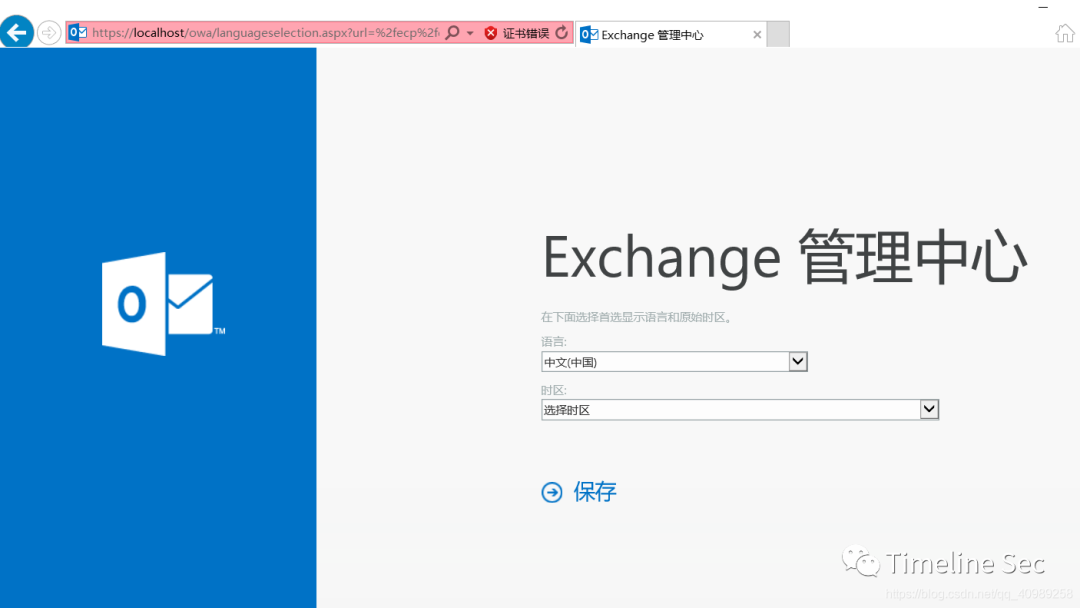 https://localhost/owa/languageselection.aspx?url=%2fecp%2f
证书错误
Exchange 管理中心
Exchange 管理中心
在下面选择首选显示语言和原始时区。
语言:
中文(中国)
时区:
选择时区
保存
TM
Timeline Sec
https://blog.csdn.net/qq_40989258